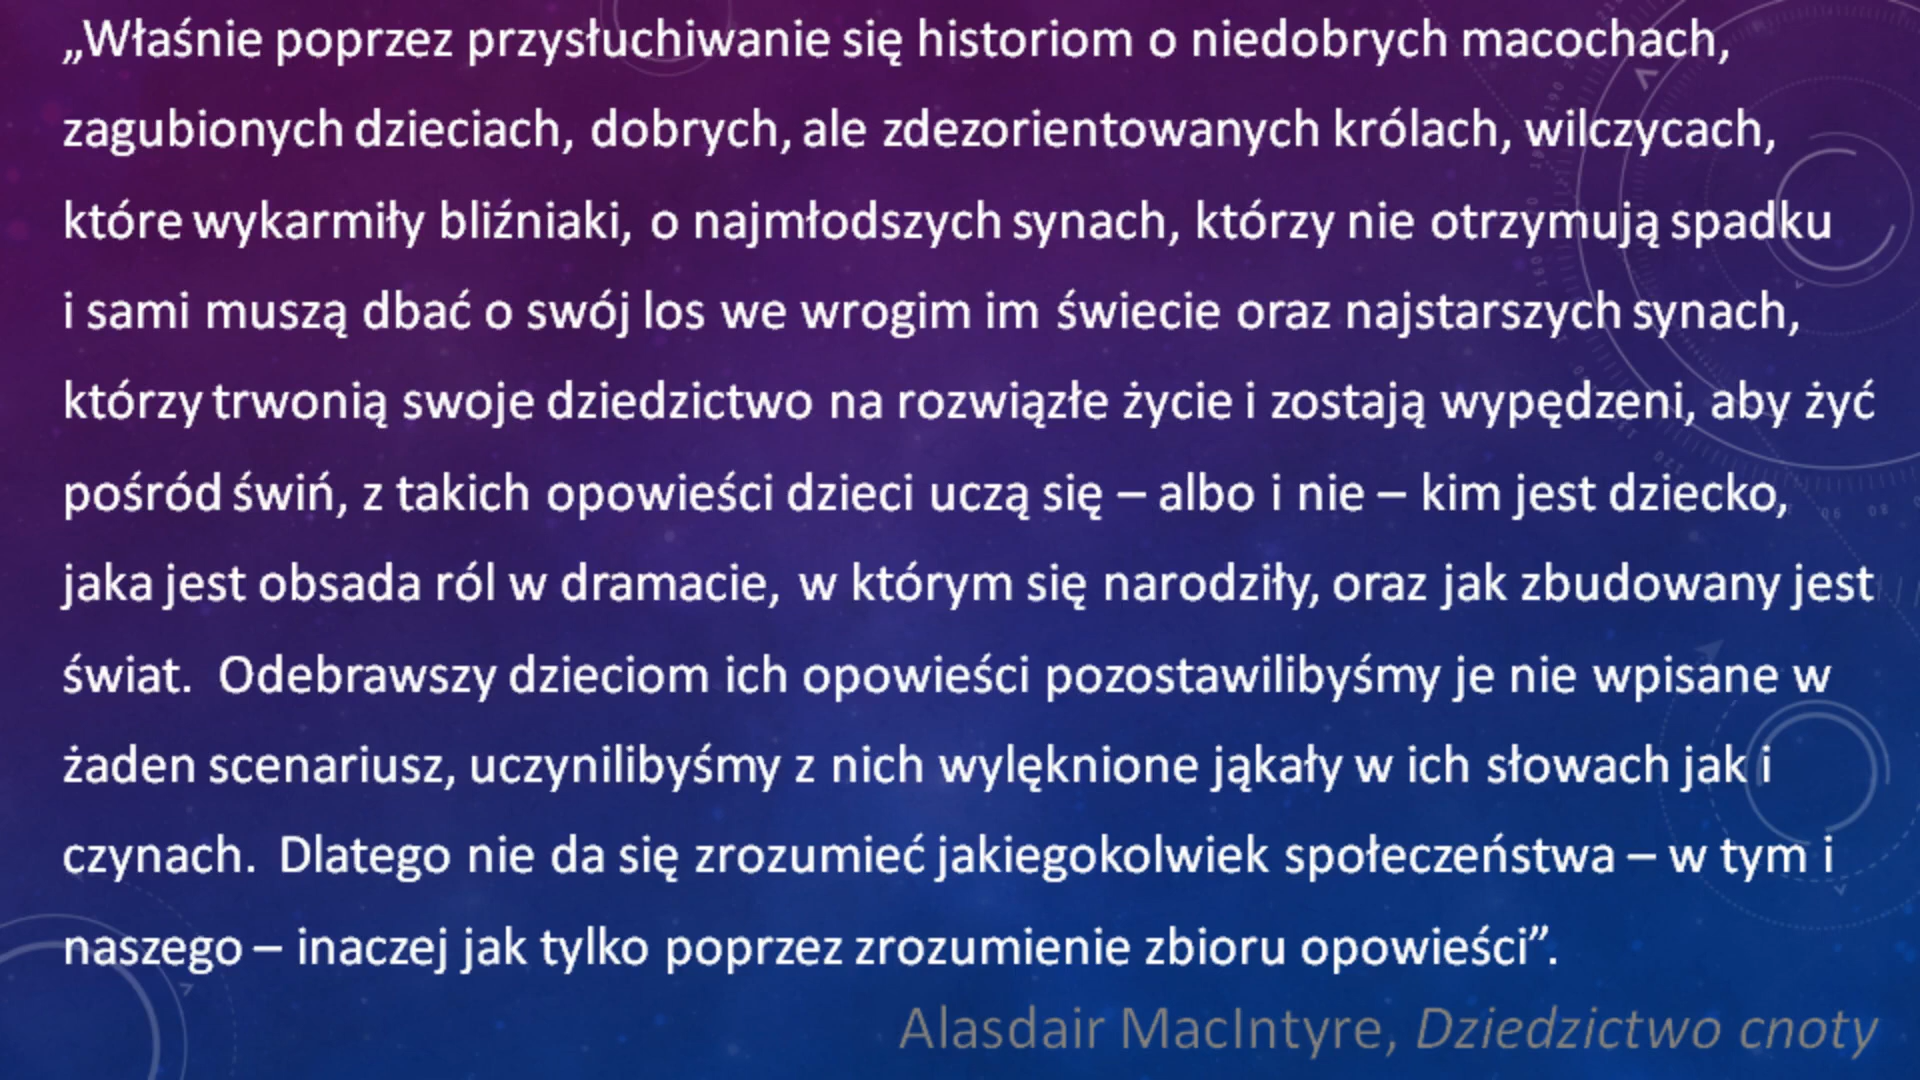 „Właśnie poprzez przysłuchiwanie się historiom o niedobrych macochach,
zagubionych dzieciach, dobrych, ale zdezorientowanych królach, wilczycach,
które wykarmiły bliźniaki, o najmłodszych synach, którzy nie otrzymują spadku
i sami muszą dbać o swój los we wrogim im świecie oraz najstarszych synach,
którzy trwonią swoje dziedzictwo na rozwiązłe życie i zostają wypędzeni, aby żyć
pośród świń, z takich opowieści dzieci uczą się – albo i nie – kim jest dziecko,
jaka jest obsada ról w dramacie, w którym się narodziły, oraz jak zbudowany jest
świat. Odebrawszy dzieciom ich opowieści pozostawilibyśmy je nie wpisane w
żaden scenariusz, uczynilibyśmy z nich wylęknione jąkały w ich słowach jak i
czynach. Dlatego nie da się zrozumieć jakiegokolwiek społeczeństwa – w tym i
naszego – inaczej jak tylko poprzez zrozumienie zbioru opowieści”.
Alasdair MacIntyre, Dziedzictwo cnoty